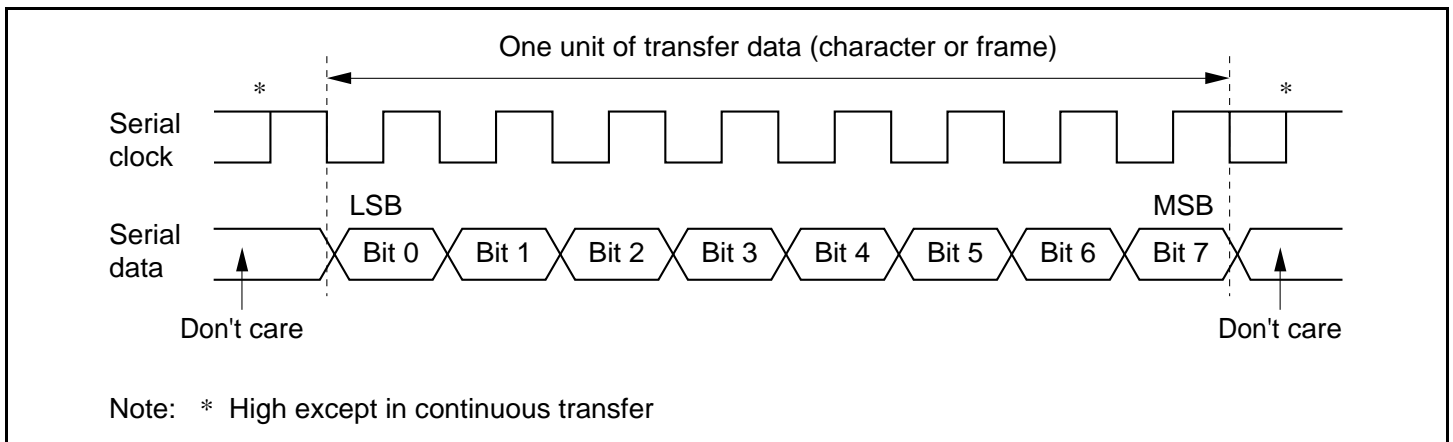 One unit of transfer data (character or frame)
* *
Serial
clock
LSB MSB
Serial
data
Bit 0 Bit 1 Bit 2 Bit 3 Bit 4 Bit 5 Bit 6 Bit 7
Don't care Don't care
Note: * High except in continuous transfer